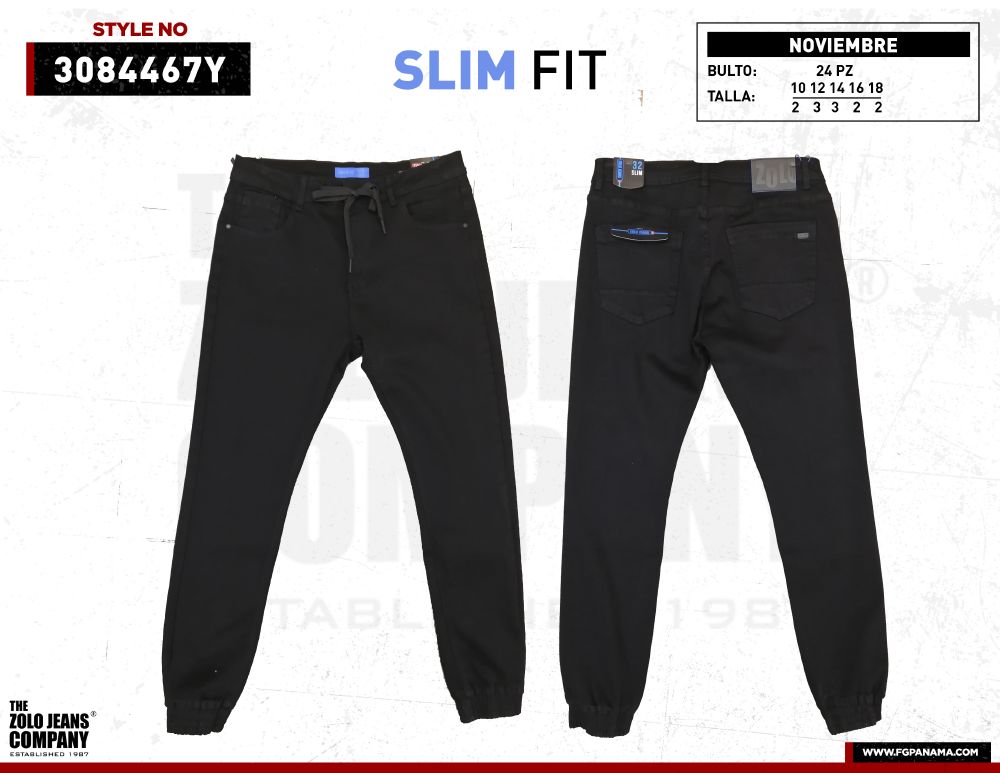 STYLE NO
3084467Y
SLIM FIT
NOVIEMBRE
BULTO: 24 PZ
TALLA: 10 12 14 16 18
2 3 3 2 2
32
SLIM
ZOLO
THE
ZOLO JEANS®
COMPANY
ESTABLISHED 1987
WWW.FGPANAMA.COM